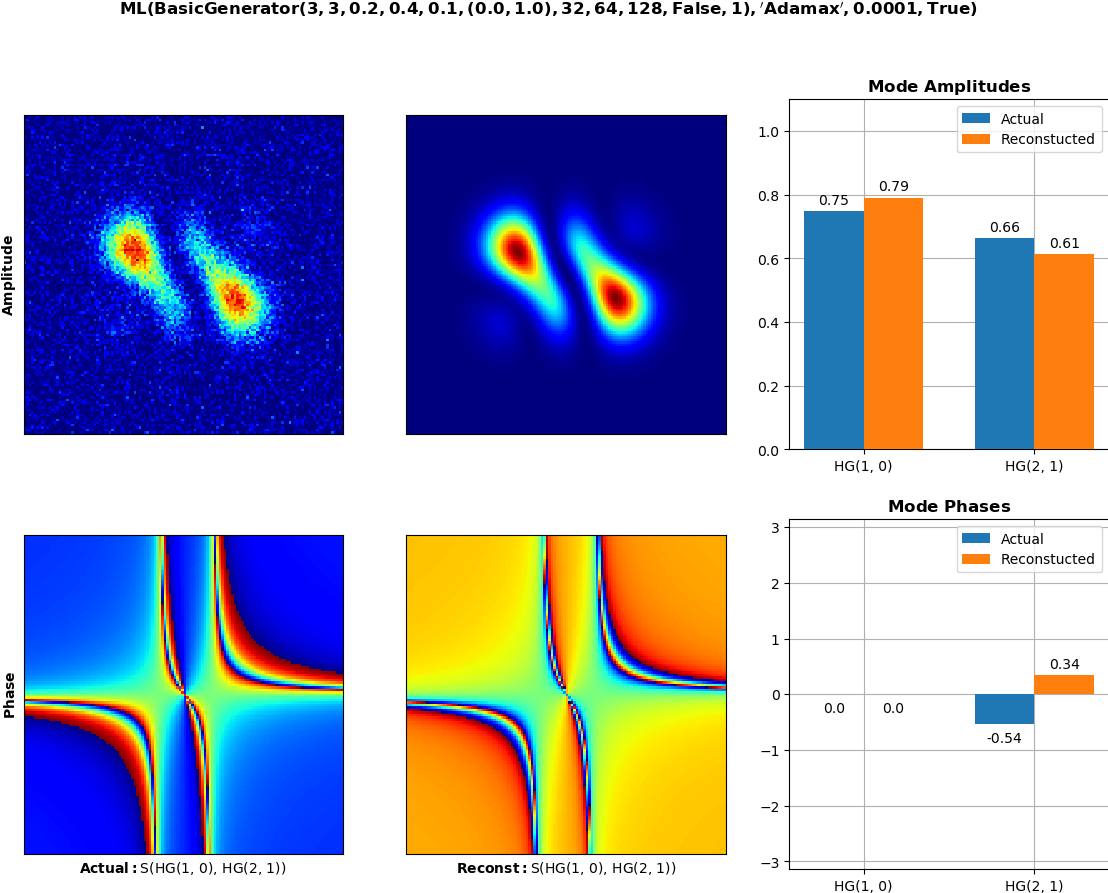 ML(BasicGenerator(3, 3, 0.2, 0.4, 0.1, (0.0, 1.0), 32, 64, 128, False, 1), ′Adamax′, 0.0001, True)
Amplitude
Mode Amplitudes
Actual
Reconstucted
1.0
0.8
0.6
0.4
0.2
0.0
0.75
0.79
0.66
0.61
HG(1, 0)
HG(2, 1)
Phase
Actual: S(HG(1, 0), HG(2, 1))
Reconst: S(HG(1, 0), HG(2, 1))
Mode Phases
Actual
Reconstucted
3
2
1
0
−1
−2
−3
0.0
0.0
-0.54
0.34
HG(1, 0)
HG(2, 1)